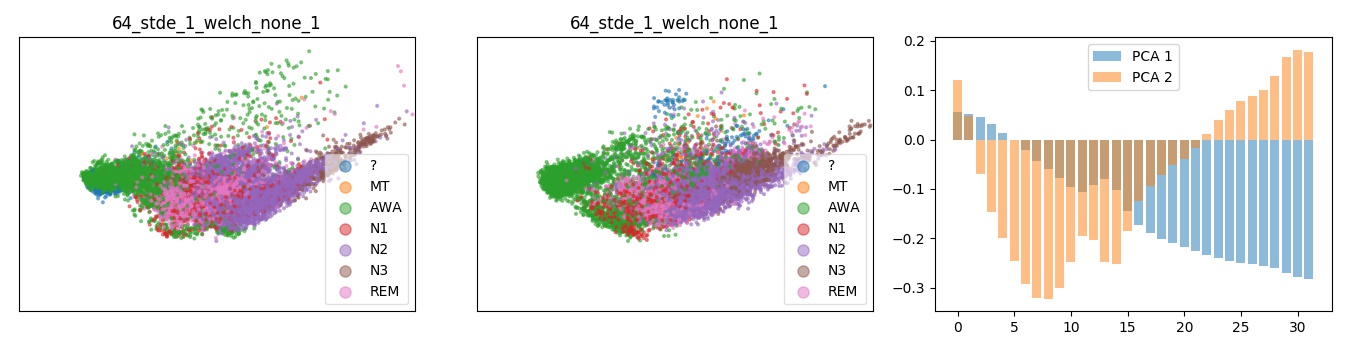 64_stde_1_welch_none_1
?
MT
AWA
N1
N2
N3
REM
64_stde_1_welch_none_1
?
MT
AWA
N1
N2
N3
REM
PCA 1
PCA 2
0.2
0.1
0.0
−0.1
−0.2
−0.3
0 5 10 15 20 25 30